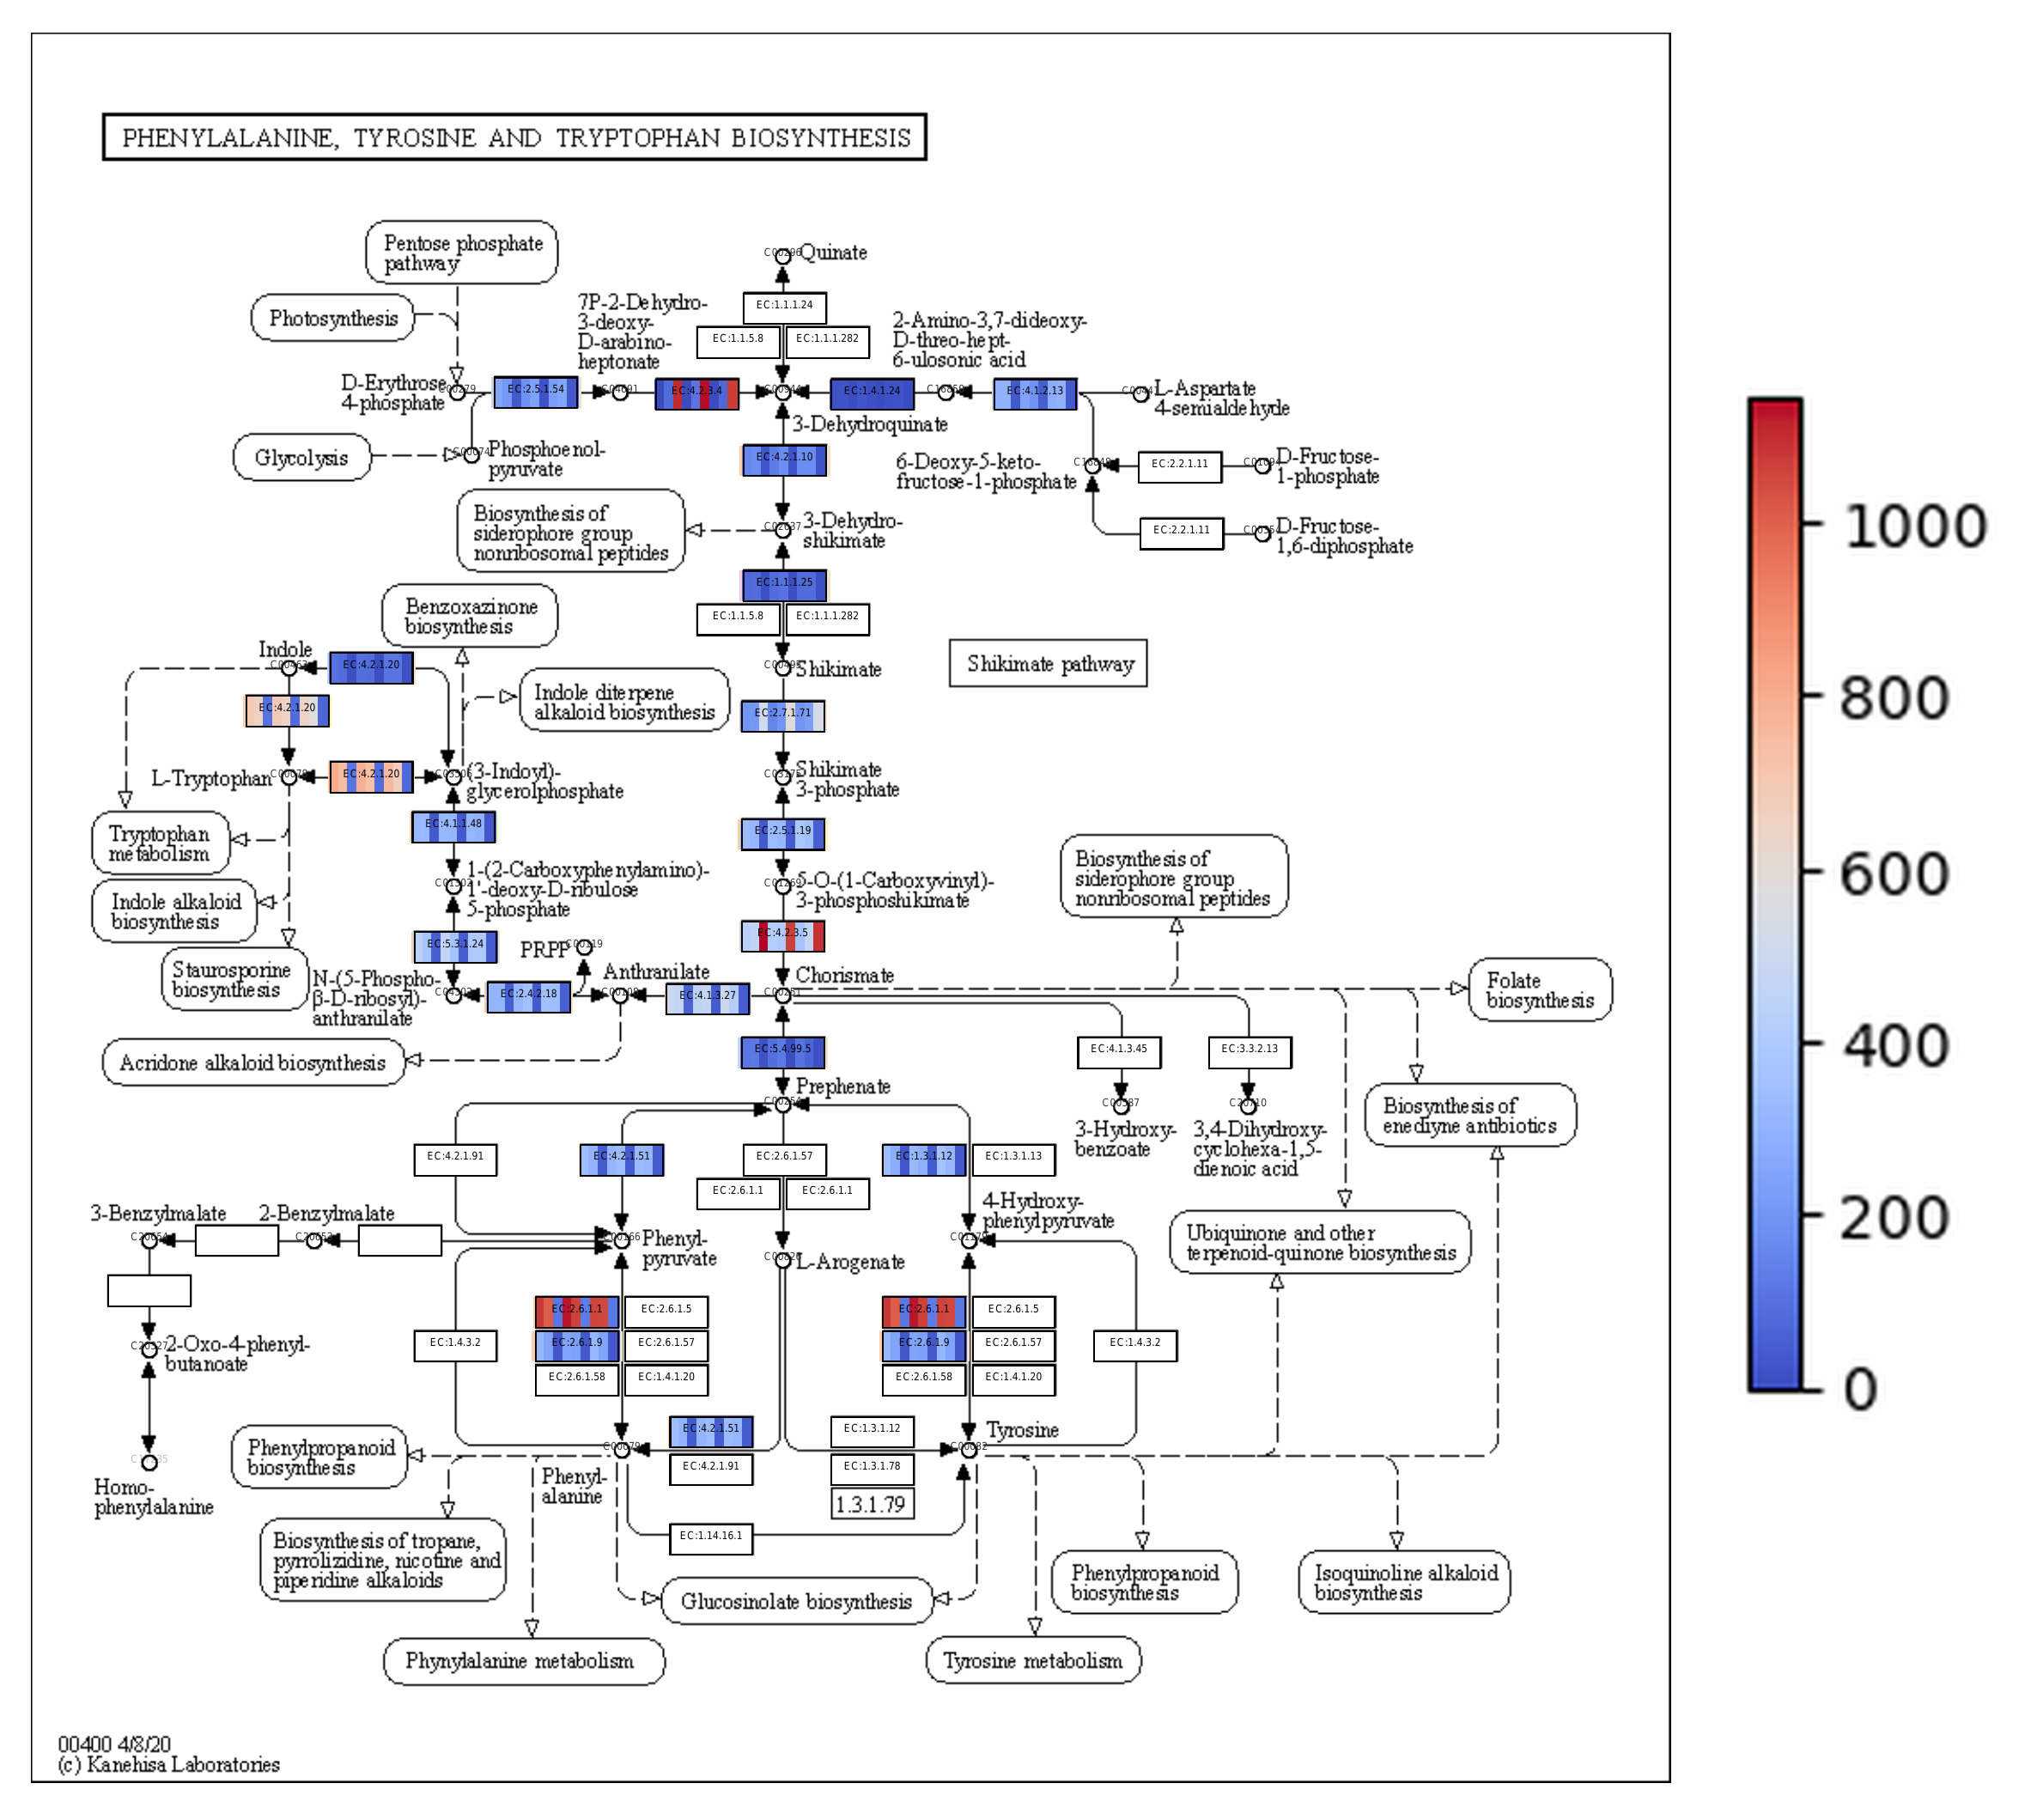 PHENYLALANINE, TYROSINE AND TRYPTOPHAN BIOSYNTHESIS
Pentose phosphate
pathway
Photosynthesis
Quinate
EC:1.1.1.24
EC:1.1.5.8
EC:1.1.1.282
7P-2-Dehydro-
3-deoxy-
D-arabino-
heptonate
2-Amino-3,7-dideoxy-
D-threo-hept-
6-ulosonic acid
D-Erythrose
4-phosphate
EC:2.5.1.54
EC:4.2.3.4
EC:1.4.1.24
EC:4.1.2.13
L-Aspartate
4-semialdehyde
3-Dehydroquinate
Glycolysis
Phosphoenol-
pyruvate
EC:4.2.1.10
6-Deoxy-5-keto-
fructose-1-phosphate
EC:2.2.1.11
D-Fructose-
1-phosphate
EC:2.2.1.11
D-Fructose-
1,6-diphosphate
Biosynthesis of
siderophore group
nonribosomal peptides
3-Dehydro-
shikimate
EC:1.1.1.25
EC:1.1.5.8
EC:1.1.1.282
Benzoxazinone
biosynthesis
Shikimate pathway
Indole
EC:4.2.1.20
Shikimate
Indole diterpene
alkaloid biosynthesis
EC:4.2.1.20
EC:2.7.1.71
L-Tryptophan
EC:4.2.1.20
(3-Indoyl)-
glycerolphosphate
Shikimate
3-phosphate
EC:4.1.1.48
EC:2.5.1.19
Tryptophan
metabolism
1-(2-Carboxyphenylamino)-
1'-deoxy-D-ribulose
5-phosphate
5-O-(1-Carboxyvinyl)-
3-phosphoshikimate
Biosynthesis of
siderophore group
nonribosomal peptides
Indole alkaloid
biosynthesis
EC:5.3.1.24
PRPP
C00119
EC:4.2.3.5
Staurosporine
biosynthesis
N-(5-Phospho-
β-D-ribosyl)-
anthranilate
EC:2.4.2.18
Anthranilate
EC:4.1.3.27
Chorismate
Folate
biosynthesis
Acridone alkaloid biosynthesis
EC:5.4.99.5
EC:4.1.3.45
EC:3.3.2.13
Prephenate
3-Hydroxy-
benzoate
3,4-Dihydroxy-
cyclohexa-1,5-
dienoic acid
Biosynthesis of
enediyne antibiotics
EC:4.2.1.91
EC:4.2.1.51
EC:2.6.1.57
EC:1.3.1.12
EC:1.3.1.13
EC:2.6.1.1
EC:2.6.1.1
3-Benzylmalate
2-Benzylmalate
Phenyl-
pyruvate
L-Arogenate
4-Hydroxy-
phenylpyruvate
Ubiquinone and other
terpenoid-quinone biosynthesis
EC:2.6.1.1
EC:2.6.1.5
EC:2.6.1.1
EC:2.6.1.5
EC:1.4.3.2
EC:2.6.1.9
EC:2.6.1.57
EC:2.6.1.9
EC:2.6.1.57
EC:1.4.3.2
EC:2.6.1.58
EC:1.4.1.20
EC:2.6.1.58
EC:1.4.1.20
2-Oxo-4-phenyl-
butanoate
Homo-
phenylalanine
EC:4.2.1.51
EC:1.3.1.12
Tyrosine
Phenylpropanoid
biosynthesis
Phenyl-
alanine
EC:4.2.1.91
EC:1.3.1.78
1.3.1.79
EC:1.14.16.1
Biosynthesis of tropane,
pyrrolizidine, nicotine and
piperidine alkaloids
Glucosinolate biosynthesis
Phenylpropanoid
biosynthesis
Isoquinoline alkaloid
biosynthesis
Phynylalanine metabolism
Tyrosine metabolism
00400 4/8/20
(c) Kanehisa Laboratories
1000
800
600
400
200
0